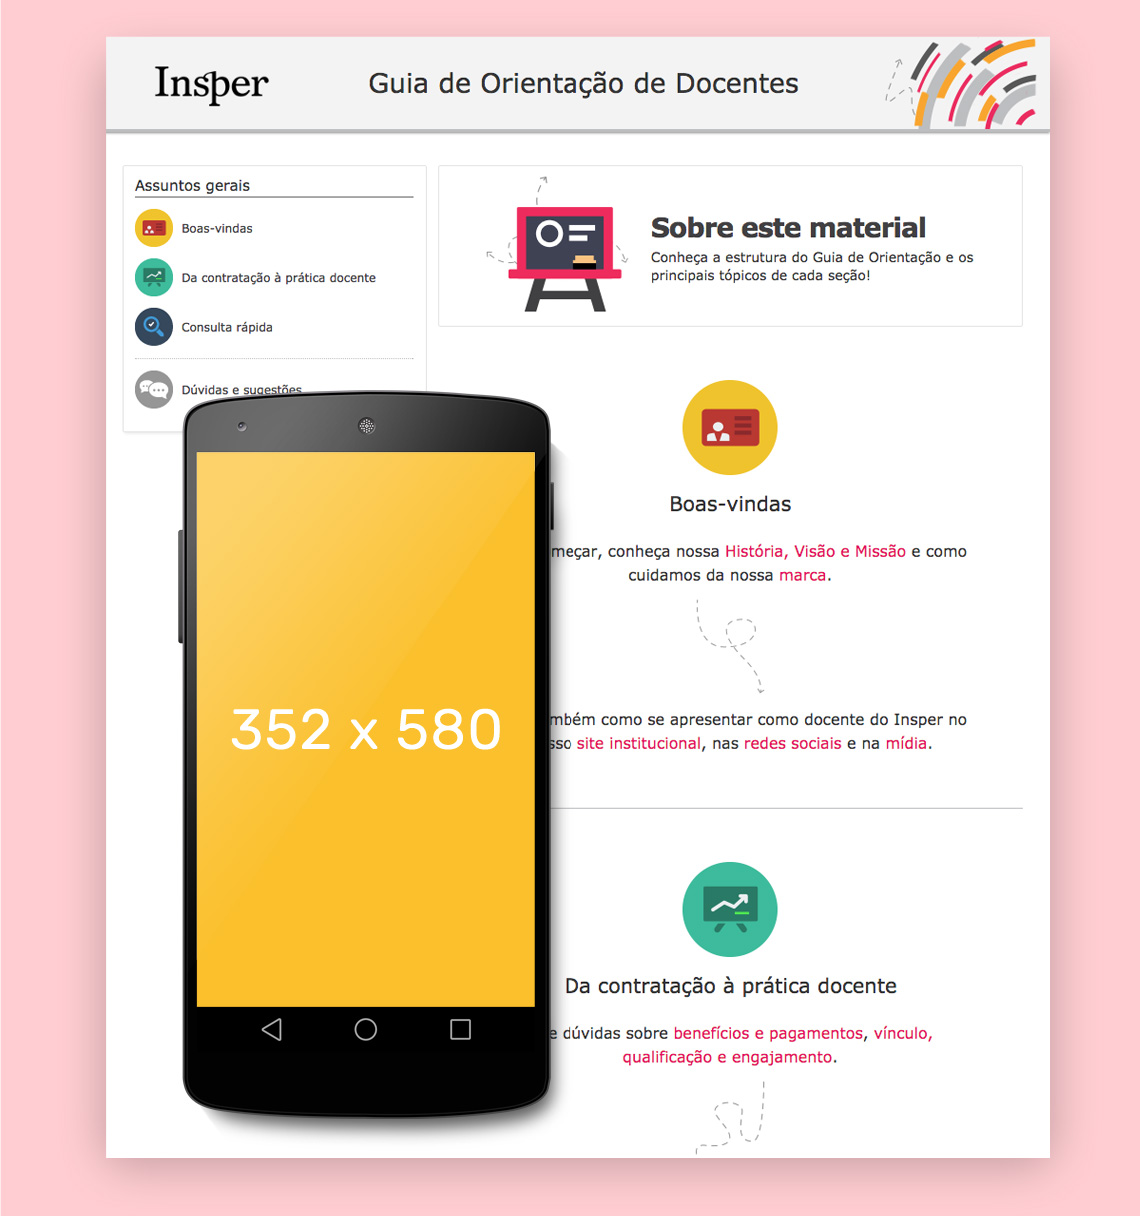 Insper
Guia de Orientação de Docentes
Assuntos gerais
Boas-vindas
Da contratação à prática docente
Consulta rápida
Dúvidas e sugestões
Sobre este material
Conheça a estrutura do Guia de Orientação e os
principais tópicos de cada seção!
Boas-vindas
conheça nossa História, Visão e Missão e como
cuidamos da nossa marca.
como se apresentar como docente do Insper no
site institucional, nas redes sociais e na mídia.
Da contratação à prática docente
dúvidas sobre benefícios e pagamentos, vínculo,
qualificação e engajamento.
352 x 580